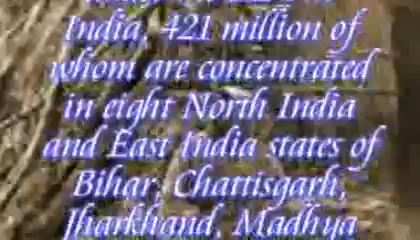 India, 421 million of
whom are concentrated
in eight North India
and East India states of
Bihar, Chattisgarh,
Jharkhand, Madhya